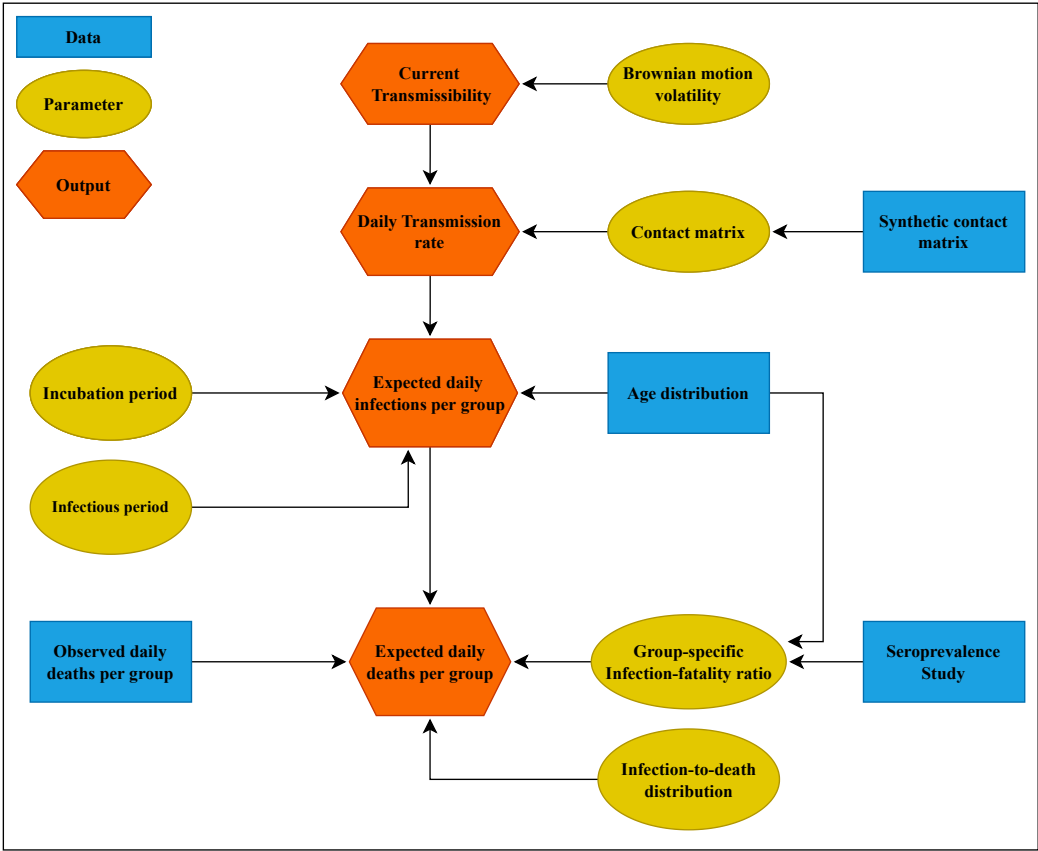 Data
Parameter
Output
Current
Transmissibility
Brownian motion
volatility
Daily Transmission
rate
Contact matrix
Synthetic contact
matrix
Incubation period
Expected daily
infections per group
Age distribution
Infectious period
Observed daily
deaths per group
Expected daily
deaths per group
Group-specific
Infection-fatality ratio
Seroprevalence
Study
Infection-to-death
distribution